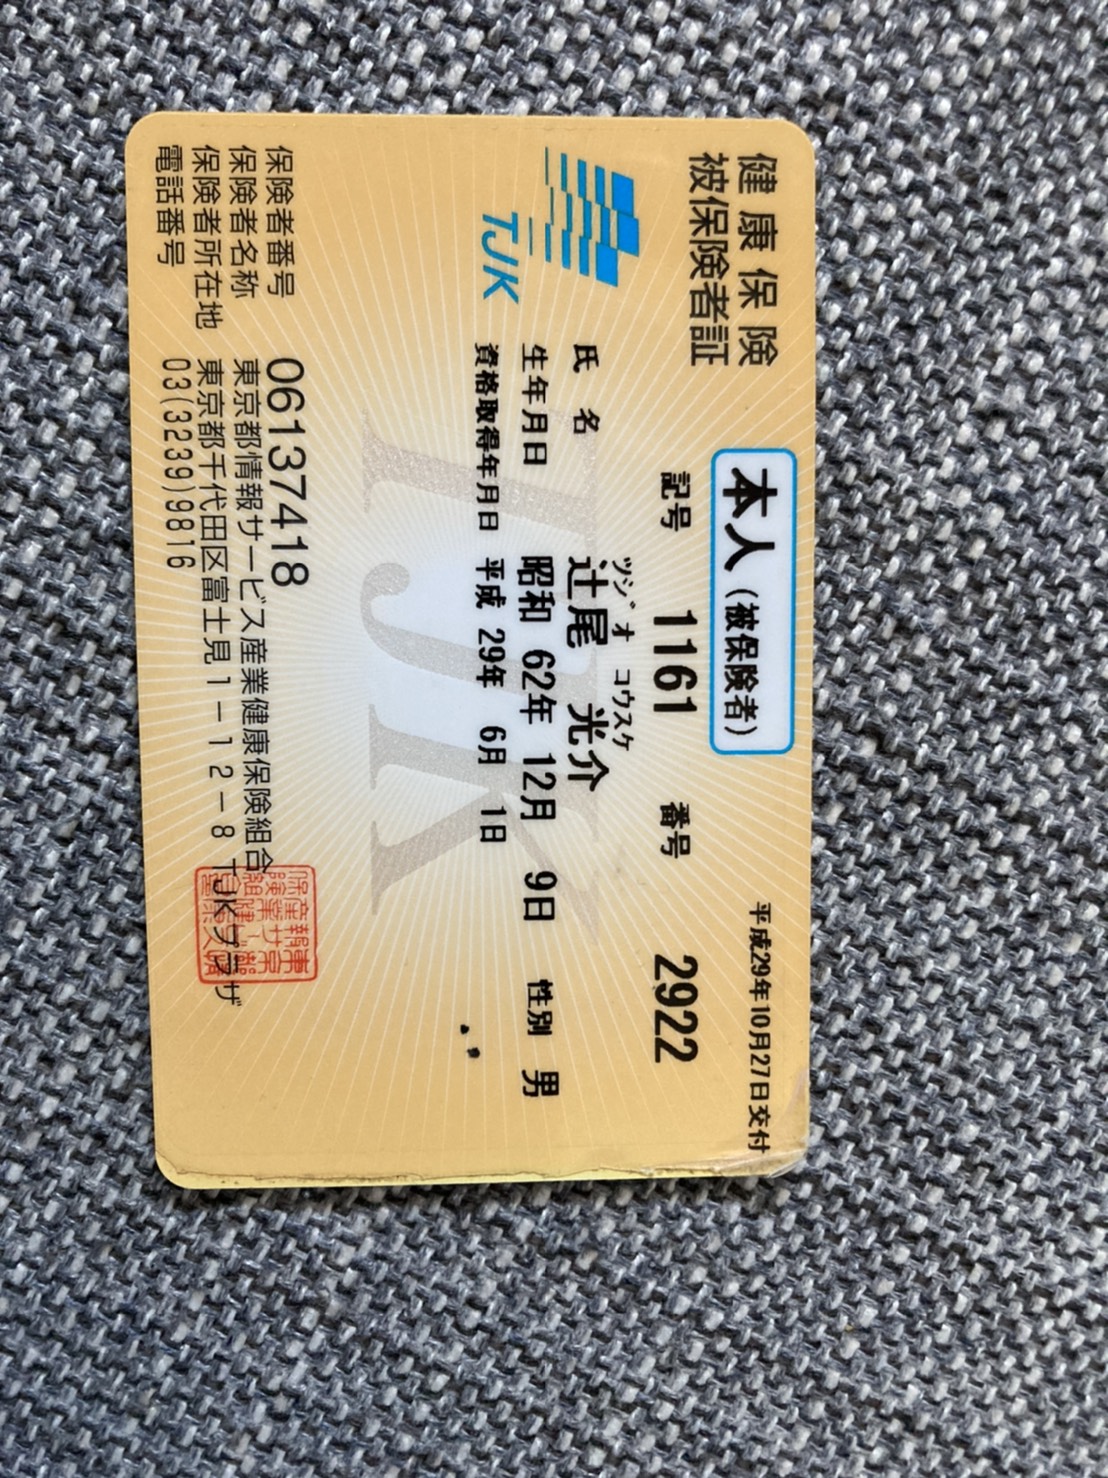 健康保険
被保険者証
本人(被保険者)
平成29年10月27日交付
TJK
記号 1161 番号 2922
ツジオ コウスケ
氏名 辻尾 光介
生年月日 昭和 62年 12月 9日 性別 男
資格取得年月日 平成 29年 6月 1日
TJK
保険者番号 06137418
保険者名称 東京都情報サービス産業健康保険組合
保険者所在地 東京都千代田区富士見1-12-8 TJKプラザ
電話番号 03(3239)9816